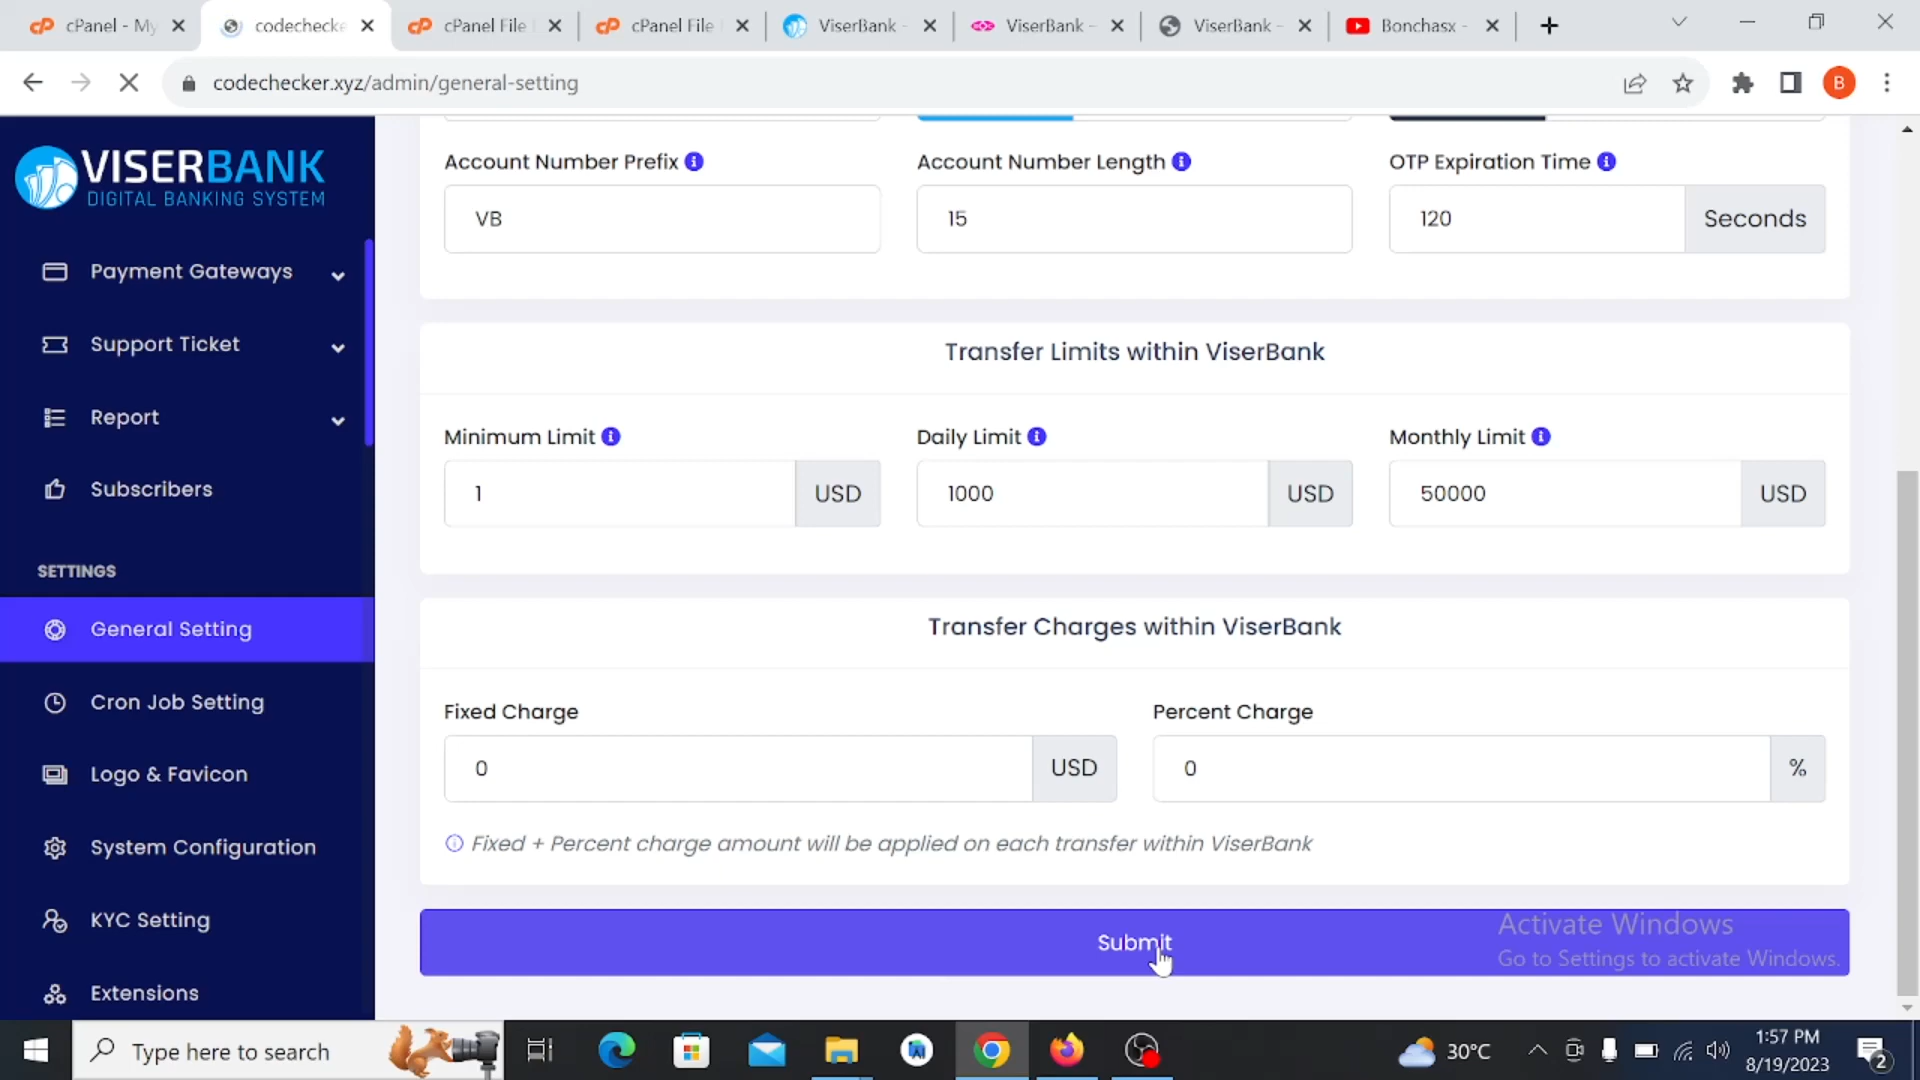 cPanel - My
codechecke
cPanel File
cPanel File
ViserBank -
ViserBank -
ViserBank -
Bonchasx -
codechecker.xyz/admin/general-setting
B
VISERBANK
DIGITAL BANKING SYSTEM
Payment Gateways
Support Ticket
Report
Subscribers
SETTINGS
General Setting
Cron Job Setting
Logo & Favicon
System Configuration
KYC Setting
Extensions
Account Number Prefix
Account Number Length
OTP Expiration Time
VB
15
120 Seconds
Transfer Limits within ViserBank
Minimum Limit
Daily Limit
Monthly Limit
1 USD
1000 USD
50000 USD
Transfer Charges within ViserBank
Fixed Charge
Percent Charge
0 USD
0 %
Fixed + Percent charge amount will be applied on each transfer within ViserBank
Submit
Activate Windows
Go to Settings to activate Windows.
Type here to search
30°C
1:57 PM
8/19/2023
2